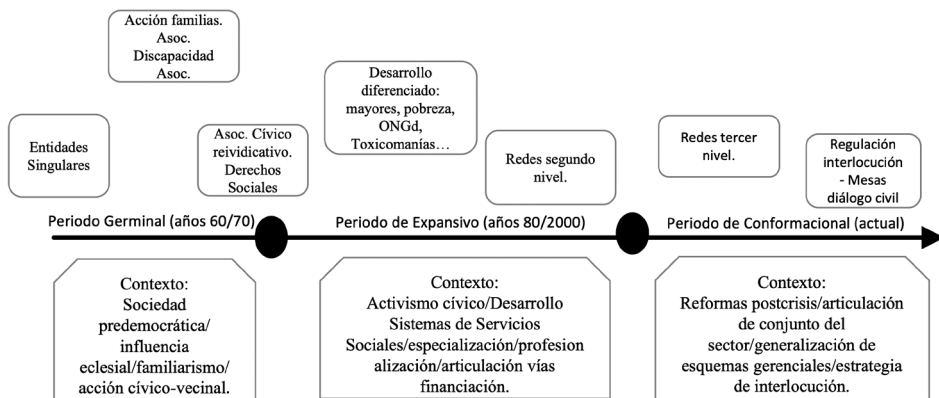 Acción familias.
Asoc.
Discapacidad
Asoc.
Entidades
Singulares
Asoc. Cívico
reividicativo.
Derechos
Sociales
Desarrollo
diferenciado:
mayores, pobreza,
ONGd,
Toxicomanías…
Redes segundo
nivel.
Redes tercer
nivel.
Regulación
interlocución
- Mesas
diálogo civil
Periodo Germinal (años 60/70)
Periodo de Expansivo (años 80/2000)
Periodo de Conformacional (actual)
Contexto:
Sociedad
predemocrática/
influencia
eclesial/familiarismo/
acción cívico-vecinal.
Contexto:
Activismo cívico/Desarrollo
Sistemas de Servicios
Sociales/especialización/profesion
alización/articulación vías
financiación.
Contexto:
Reformas postcrisis/articulación
de conjunto del
sector/generalización de
esquemas gerenciales/estrategia
de interlocución.